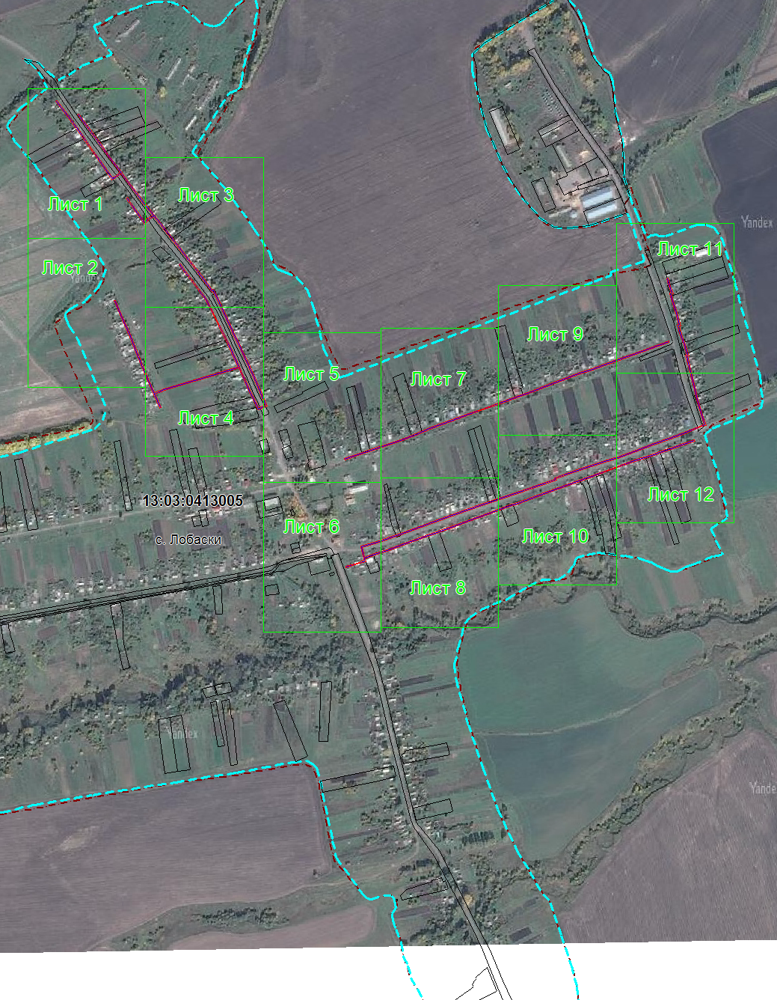 Лист 3
Лист 1
Yandex
Лист 11
Лист 2
Yandex
Лист 9
Лист 5
Лист 7
Лист 4
13:03:0413005
Лист 12
Лист 6
Лист 10
с. Лобаски
Лист 8
Yandex
Yande